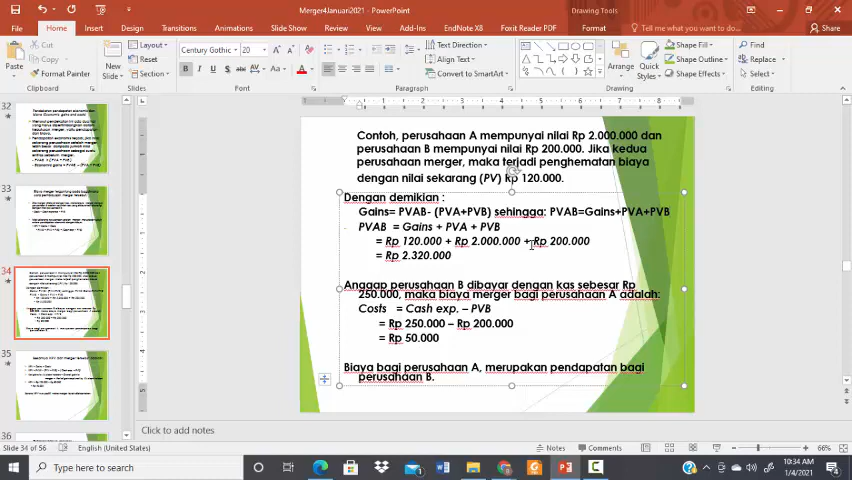 Merger4Januari2021 - PowerPoint
Drawing Tools
File
Home
Insert
Design
Transitions
Animations
Slide Show
Review
View
Add-ins
EndNote X8
Foxit Reader PDF
Format
Tell me what you want to do...
Share
Cut
Copy
Format Painter
Paste
New
Slide
Layout
Reset
Section
Century Gothic
20
Text Direction
Align Text
Convert to SmartArt
Arrange
Quick
Styles
Shape Fill
Shape Outline
Shape Effects
Find
Replace
Select
Clipboard
Slides
Font
Paragraph
Drawing
Editing
32
33
34
35
36
Contoh, perusahaan A mempunyai nilai Rp 2.000.000 dan
perusahaan B mempunyai nilai Rp 200.000. Jika kedua
perusahaan merger, maka terjadi penghematan biaya
dengan nilai sekarang (PV) Rp 120.000.
Dengan demikian :
Gains= PVAB- (PVA+PVB) sehingga: PVAB=Gains+PVA+PVB
PVAB = Gains + PVA + PVB
= Rp 120.000 + Rp 2.000.000 + Rp 200.000
= Rp 2.320.000
Anggap perusahaan B dibayar dengan kas sebesar Rp
250.000, maka biaya merger bagi perusahaan A adalah:
Costs = Cash exp. – PVB
= Rp 250.000 – Rp 200.000
= Rp 50.000
Biaya bagi perusahaan A, merupakan pendapatan bagi
perusahaan B.
Click to add notes
Slide 34 of 56
English (United States)
Notes
Comments
66%
Type here to search
10:34 AM
1/4/2021